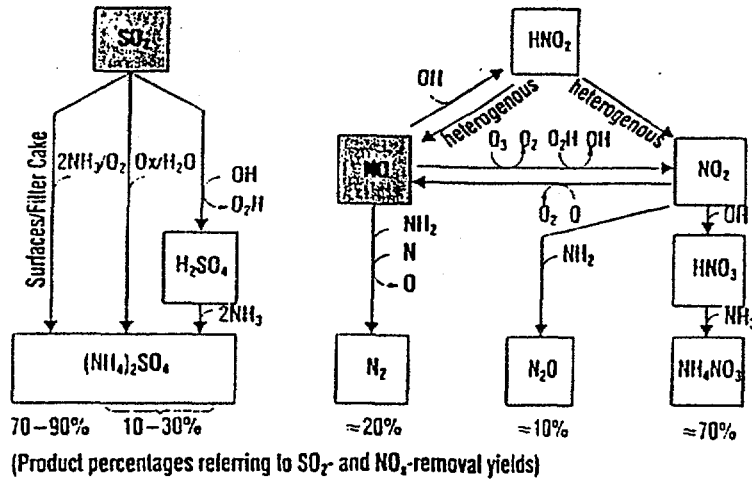 SO₂
HNO₂
OH
heterogenous
heterogenous
Surfaces/Filter Cake
2NH₃/O₂
Ox/H₂O
OH
O₂H
NO
O₃ O₂ O₂H OH
NO₂
O₂ O
OH
H₂SO₄
NH₂
N
O
NH₂
HNO₃
2NH₃
NH₃
(NH₄)₂SO₄
N₂
N₂O
NH₄NO₃
70–90% 10–30% ≈20% ≈10% ≈70%
(Product percentages referring to SO₂- and NOₓ-removal yields)